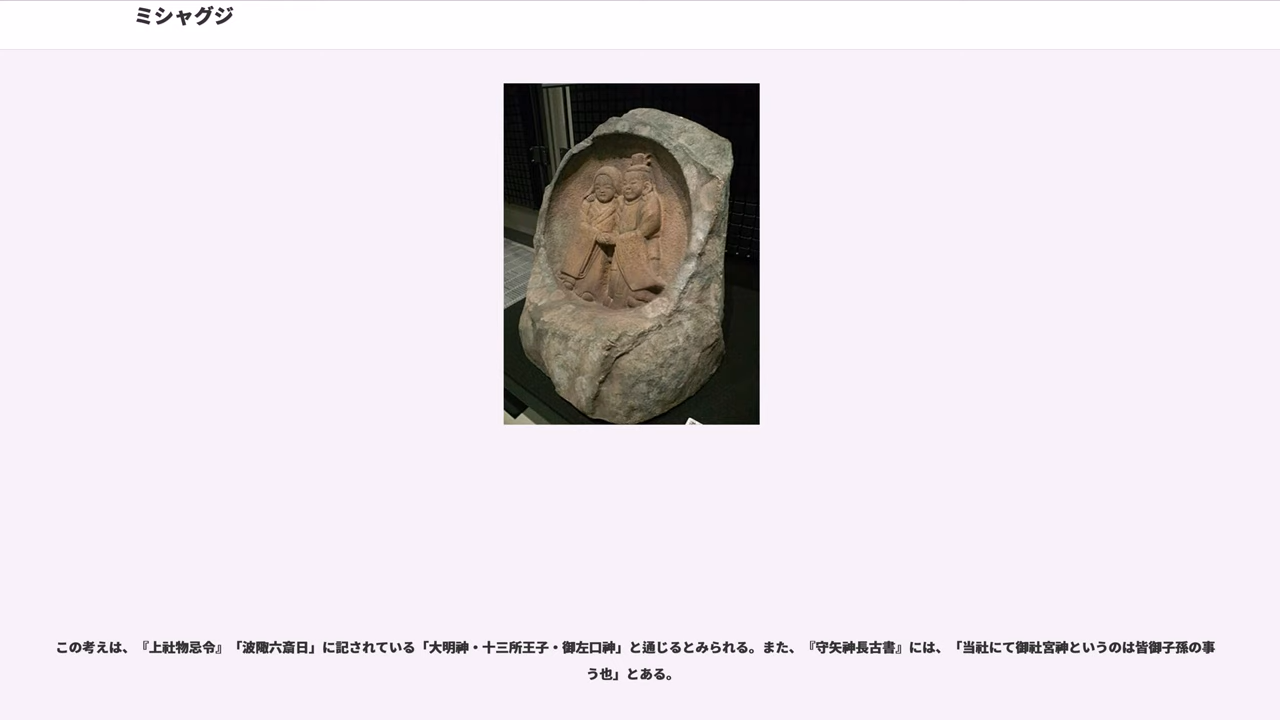 ミシャグジ
この考えは、『上社物忌令』「波陬六斎日」に記されている「大明神・十三所王子・御左口神」と通じるとみられる。また、『守矢神長古書』には、「当社にて御社宮神というのは皆御子孫の事
う也」とある。